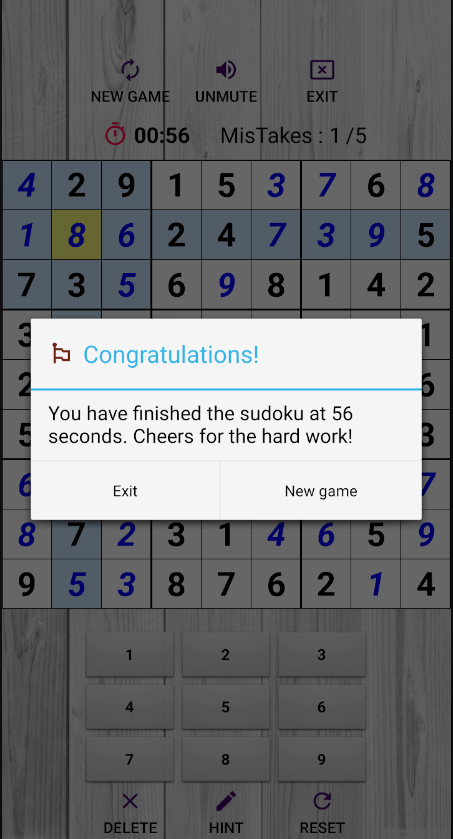 NEW GAME UNMUTE EXIT
00:56 MisTakes : 1 /5
4 2 9 1 5 3 7 6 8
1 8 6 2 4 7 3 9 5
7 3 5 6 9 8 1 4 2
3 1
Congratulations!
2 6
You have finished the sudoku at 56
seconds. Cheers for the hard work!
5 3
Exit New game
6 7
8 7 2 3 1 4 6 5 9
9 5 3 8 7 6 2 1 4
1 2 3
4 5 6
7 8 9
DELETE HINT RESET